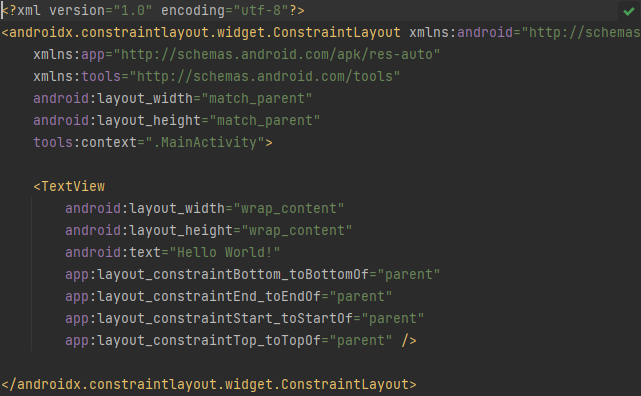 <?xml version="1.0" encoding="utf-8"?>
<androidx.constraintlayout.widget.ConstraintLayout xmlns:android="http://schemas
    xmlns:app="http://schemas.android.com/apk/res-auto"
    xmlns:tools="http://schemas.android.com/tools"
    android:layout_width="match_parent"
    android:layout_height="match_parent"
    tools:context=".MainActivity">

    <TextView
        android:layout_width="wrap_content"
        android:layout_height="wrap_content"
        android:text="Hello World!"
        app:layout_constraintBottom_toBottomOf="parent"
        app:layout_constraintEnd_toEndOf="parent"
        app:layout_constraintStart_toStartOf="parent"
        app:layout_constraintTop_toTopOf="parent" />

</androidx.constraintlayout.widget.ConstraintLayout>